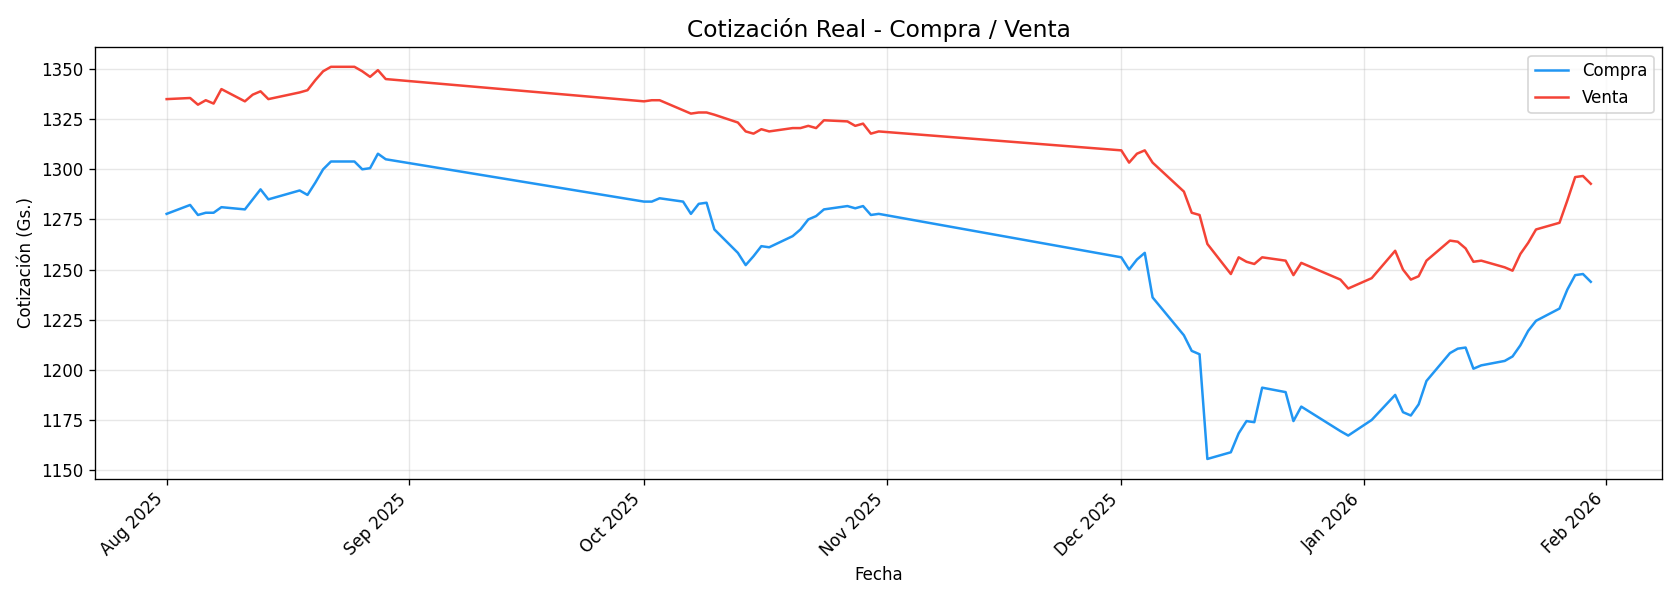 Cotización Real - Compra / Venta
Compra
Venta
Cotización (Gs.)
1350
1325
1300
1275
1250
1225
1200
1175
1150
Aug 2025
Sep 2025
Oct 2025
Nov 2025
Dec 2025
Jan 2026
Feb 2026
Fecha